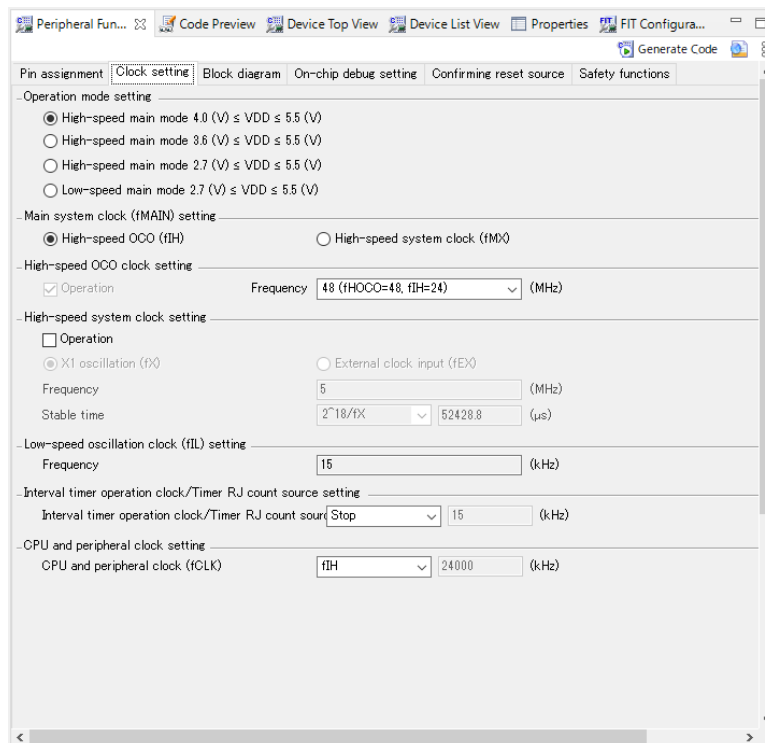 Peripheral Fun... Code Preview Device Top View Device List View Properties FIT Configura...
Generate Code
Pin assignment Clock setting Block diagram On-chip debug setting Confirming reset source Safety functions
Operation mode setting
High-speed main mode 4.0 (V) ≤ VDD ≤ 5.5 (V)
High-speed main mode 3.6 (V) ≤ VDD ≤ 5.5 (V)
High-speed main mode 2.7 (V) ≤ VDD ≤ 5.5 (V)
Low-speed main mode 2.7 (V) ≤ VDD ≤ 5.5 (V)
Main system clock (fMAIN) setting
High-speed OCO (fIH) High-speed system clock (fMX)
High-speed OCO clock setting
Operation Frequency 48 (fHOCO=48, fIH=24) (MHz)
High-speed system clock setting
Operation
X1 oscillation (fX) External clock input (fEX)
Frequency 5 (MHz)
Stable time 2^18/fX 52428.8 (μs)
Low-speed oscillation clock (fIL) setting
Frequency 15 (kHz)
Interval timer operation clock/Timer RJ count source setting
Interval timer operation clock/Timer RJ count sourc Stop 15 (kHz)
CPU and peripheral clock setting
CPU and peripheral clock (fCLK) fIH 24000 (kHz)